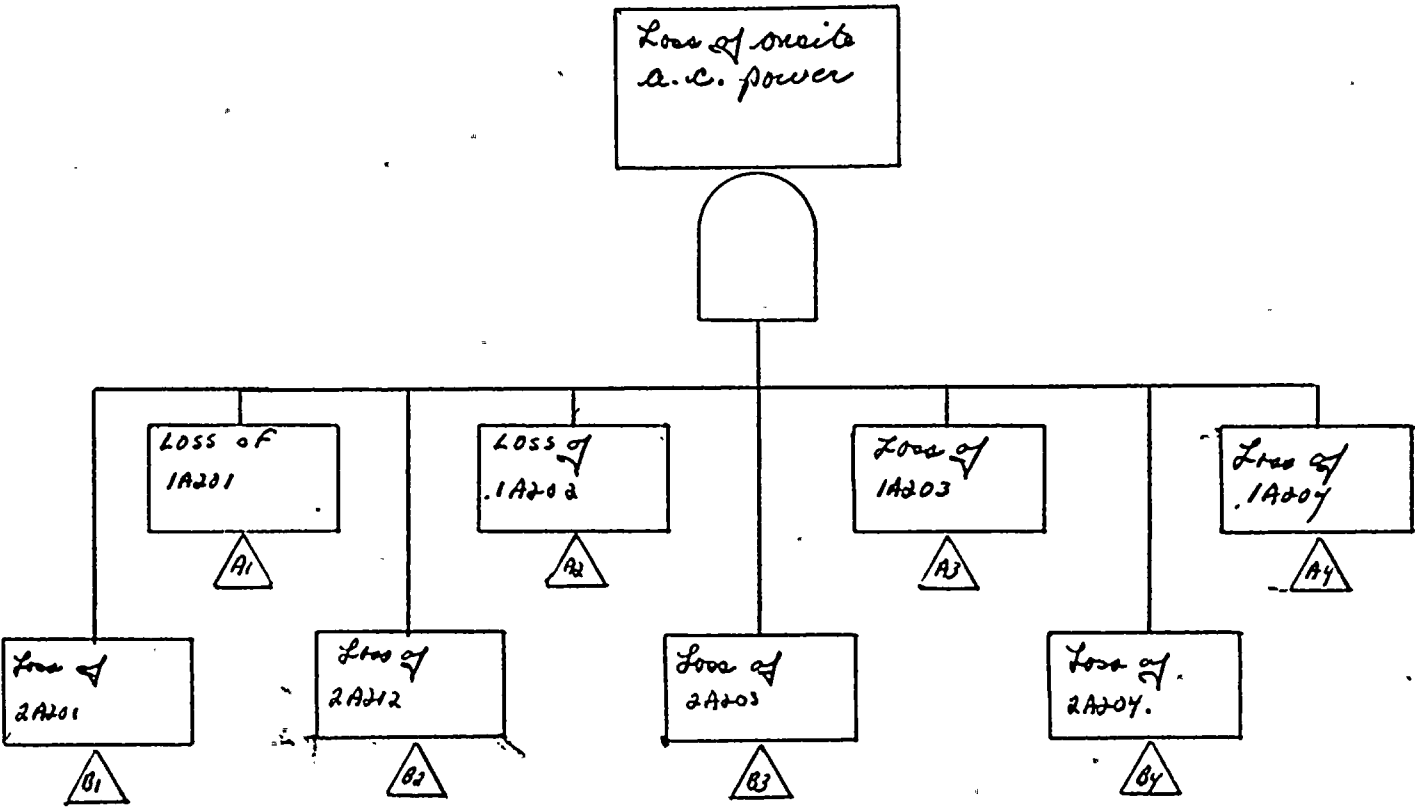 Loss of onsite
a.c. power
LOSS OF
1A201
LOSS of
1A202
Loss of
1A203
Loss of
1A204
A1
A2
A3
A4
Loss of
2A201
Loss of
2A212
Loss of
2A203
Loss of
2A204.
B1
B2
B3
B4